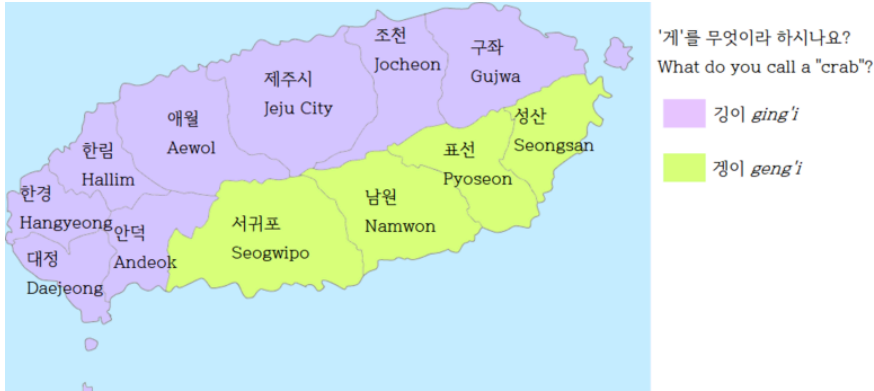 조천
Jocheon
구좌
Gujwa
제주시
Jeju City
애월
Aewol
한림
Hallim
성산
Seongsan
표선
Pyoseon
한경
Hangyeong
남원
Namwon
서귀포
Seogwipo
안덕
Andeok
대정
Daejeong
'게'를 무엇이라 하시나요?
What do you call a "crab"?
깅이 ging'i
겡이 geng'i